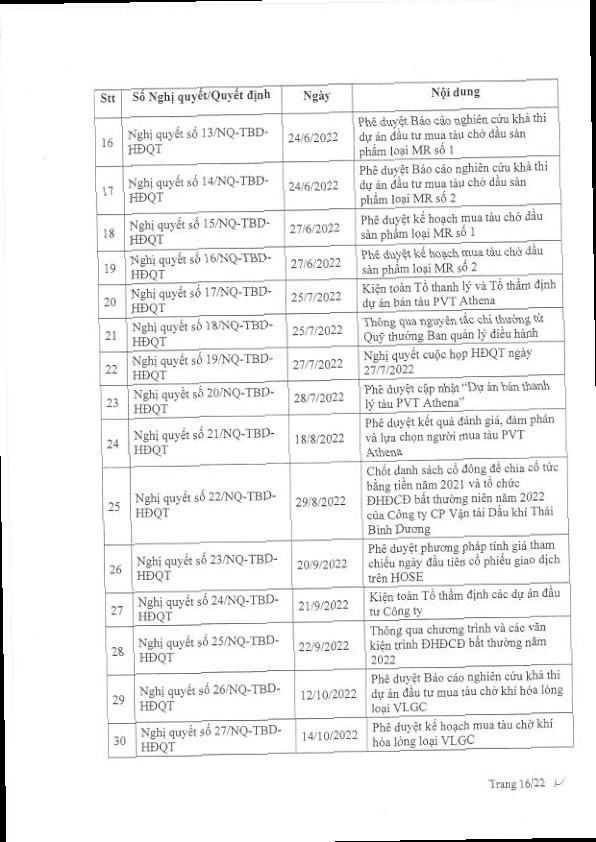 Stt Số Nghị quyết/Quyết định Ngày Nội dung
16 Nghị quyết số 13/NQ-TBD-
HĐQT 24/6/2022 Phê duyệt Báo cáo nghiên cứu khả thi
dự án đầu tư mua tàu chở dầu sản
phẩm loại MR số 1
17 Nghị quyết số 14/NQ-TBD-
HĐQT 24/6/2022 Phê duyệt Báo cáo nghiên cứu khả thi
dự án đầu tư mua tàu chở dầu sản
phẩm loại MR số 2
18 Nghị quyết số 15/NQ-TBD-
HĐQT 27/6/2022 Phê duyệt kế hoạch mua tàu chở dầu
sản phẩm loại MR số 1
19 Nghị quyết số 16/NQ-TBD-
HĐQT 27/6/2022 Phê duyệt kế hoạch mua tàu chở dầu
sản phẩm loại MR số 2
20 Nghị quyết số 17/NQ-TBD-
HĐQT 25/7/2022 Kiện toàn Tổ thanh lý và Tổ thẩm định
dự án bán tàu PVT Athena
21 Nghị quyết số 18/NQ-TBD-
HĐQT 25/7/2022 Thông qua nguyên tắc chi thưởng từ
Quỹ thưởng Ban quản lý điều hành
22 Nghị quyết số 19/NQ-TBD-
HĐQT 27/7/2022 Nghị quyết cuộc họp HĐQT ngày
27/7/2022
23 Nghị quyết số 20/NQ-TBD-
HĐQT 28/7/2022 Phê duyệt cập nhật “Dự án bán thanh
lý tàu PVT Athena”
24 Nghị quyết số 21/NQ-TBD-
HĐQT 18/8/2022 Phê duyệt kết quả đánh giá, đàm phán
và lựa chọn người mua tàu PVT
Athena
25 Nghị quyết số 22/NQ-TBD-
HĐQT 29/8/2022 Chốt danh sách cổ đông để chia cổ tức
bằng tiền năm 2021 và tổ chức
ĐHĐCĐ bất thường niên năm 2022
của Công ty CP Vận tải Dầu khí Thái
Bình Dương
26 Nghị quyết số 23/NQ-TBD-
HĐQT 20/9/2022 Phê duyệt phương pháp tính giá tham
chiếu ngày đầu tiên cổ phiếu giao dịch
trên HOSE
27 Nghị quyết số 24/NQ-TBD-
HĐQT 21/9/2022 Kiện toàn Tổ thẩm định các dự án đầu
tư Công ty
28 Nghị quyết số 25/NQ-TBD-
HĐQT 22/9/2022 Thông qua chương trình và các văn
kiện trình ĐHĐCĐ bất thường năm
2022
29 Nghị quyết số 26/NQ-TBD-
HĐQT 12/10/2022 Phê duyệt Báo cáo nghiên cứu khả thi
dự án đầu tư mua tàu chở khí hóa lỏng
loại VLGC
30 Nghị quyết số 27/NQ-TBD-
HĐQT 14/10/2022 Phê duyệt kế hoạch mua tàu chở khí
hóa lỏng loại VLGC
Trang 16/22